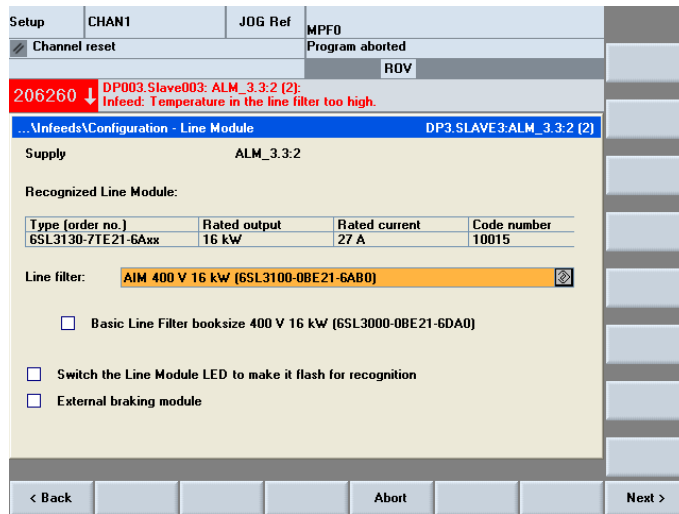 Setup CHAN1 JOG Ref MPF0
Channel reset Program aborted
ROV
206260 ↓ DP003.Slave003: ALM_3.3:2 (2):
Infeed: Temperature in the line filter too high.
...\Infeeds\Configuration - Line Module DP3.SLAVE3:ALM_3.3:2 (2)
Supply ALM_3.3:2
Recognized Line Module:
Type (order no.) Rated output Rated current Code number
6SL3130-7TE21-6Axx 16 kW 27 A 10015
Line filter: AIM 400 V 16 kW (6SL3100-0BE21-6AB0)
Basic Line Filter booksize 400 V 16 kW (6SL3000-0BE21-6DA0)
Switch the Line Module LED to make it flash for recognition
External braking module
< Back Abort Next >